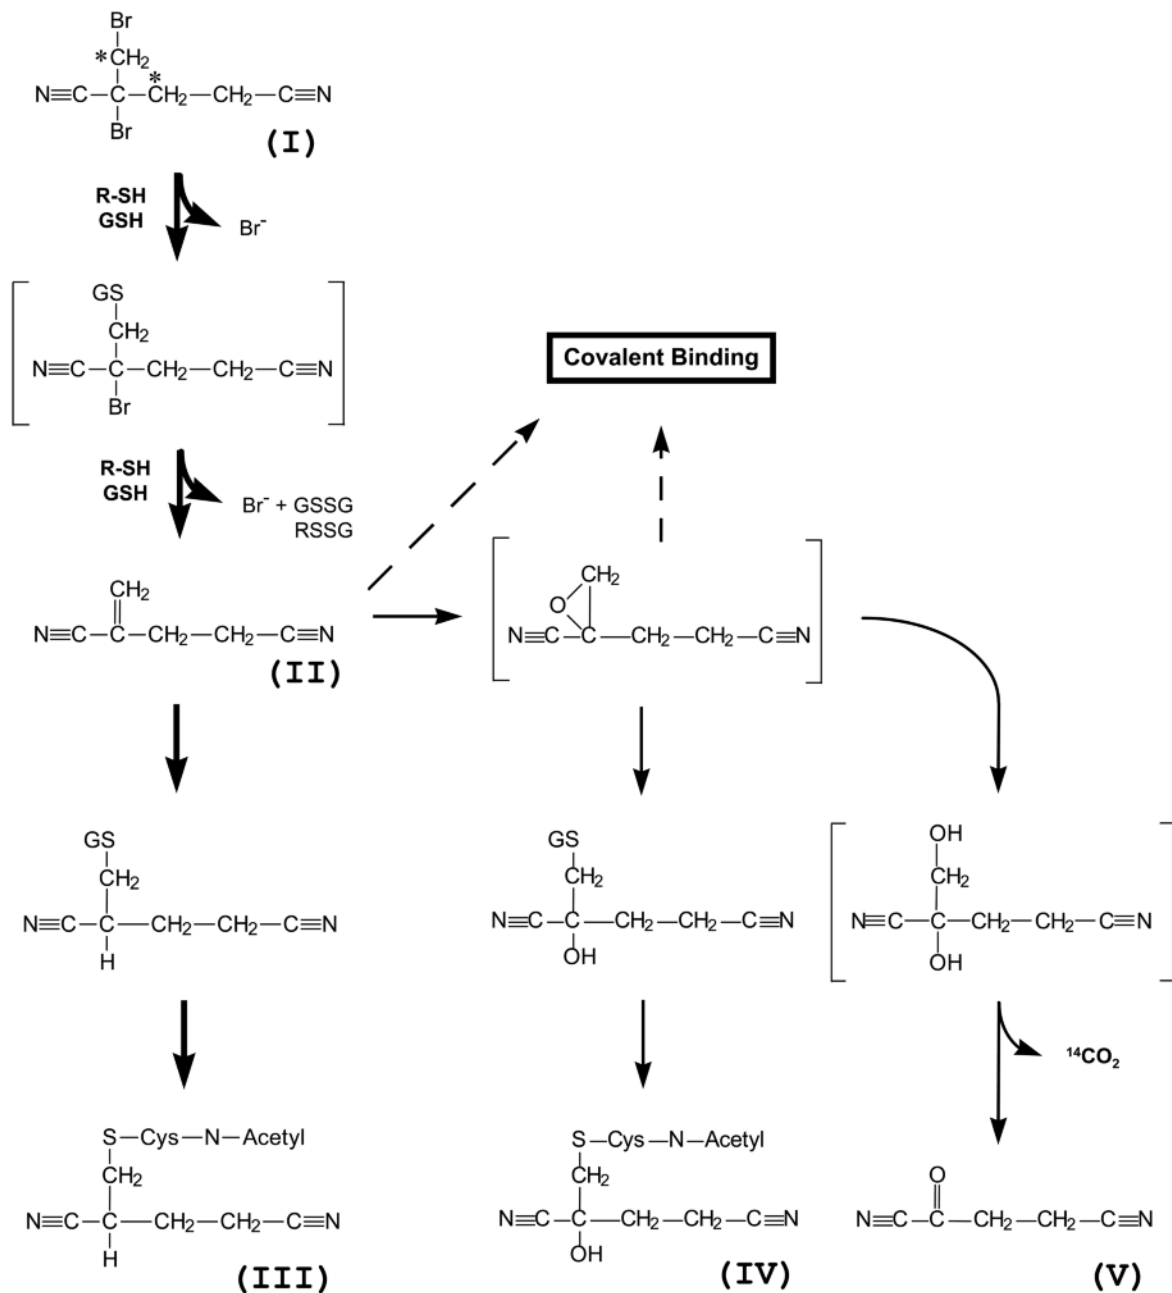 Br
*CH₂
*
N≡C—C—CH₂—CH₂—C≡N
Br
(I)
R-SH
GSH
Br⁻
GS
CH₂
N≡C—C—CH₂—CH₂—C≡N
Br
Covalent Binding
R-SH
GSH
Br⁻ + GSSG
RSSG
CH₂
N≡C—C—CH₂—CH₂—C≡N
(II)
CH₂
O
N≡C—C—CH₂—CH₂—C≡N
GS
CH₂
N≡C—C—CH₂—CH₂—C≡N
H
GS
CH₂
N≡C—C—CH₂—CH₂—C≡N
OH
OH
CH₂
N≡C—C—CH₂—CH₂—C≡N
OH
¹⁴CO₂
S—Cys—N—Acetyl
CH₂
N≡C—C—CH₂—CH₂—C≡N
H
(III)
S—Cys—N—Acetyl
CH₂
N≡C—C—CH₂—CH₂—C≡N
OH
(IV)
O
N≡C—C—CH₂—CH₂—C≡N
(V)